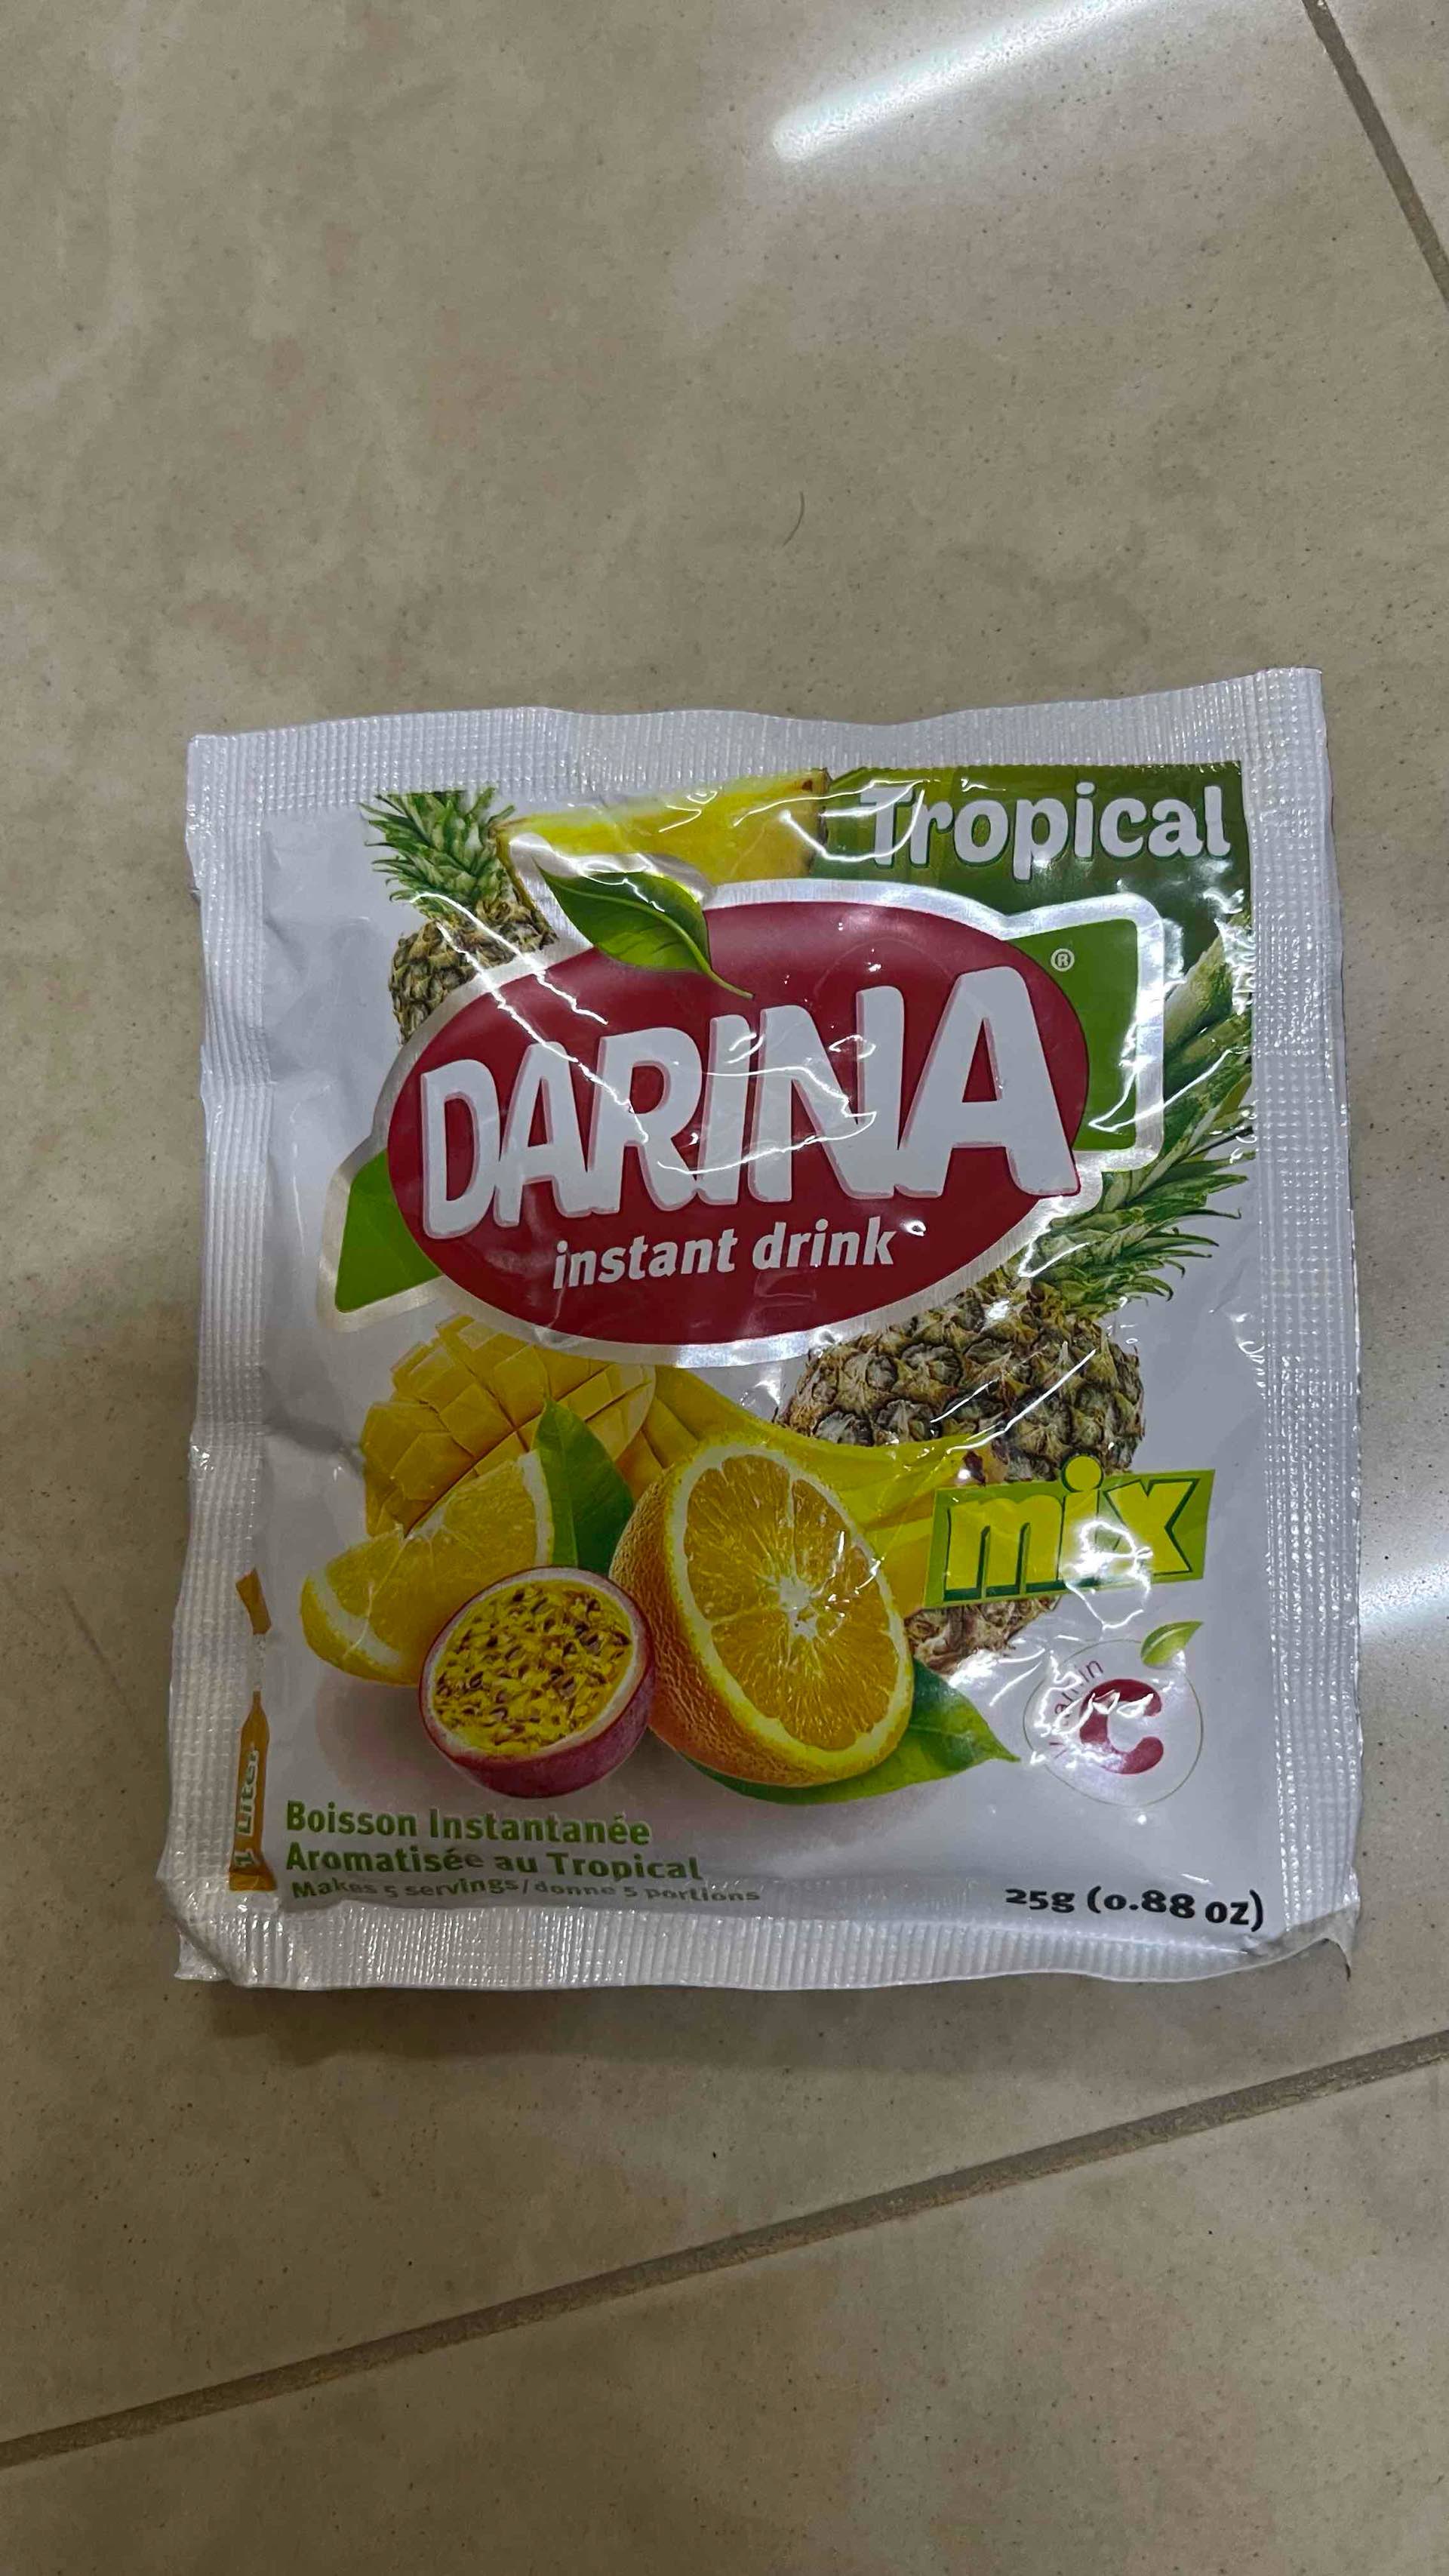 Tropical
DARINA®
instant drink
mix
Vitamin
C
1 Liter
Boisson Instantanée
Aromatisée au Tropical
Makes 5 servings/donne 5 portions
25g (0.88 oz)